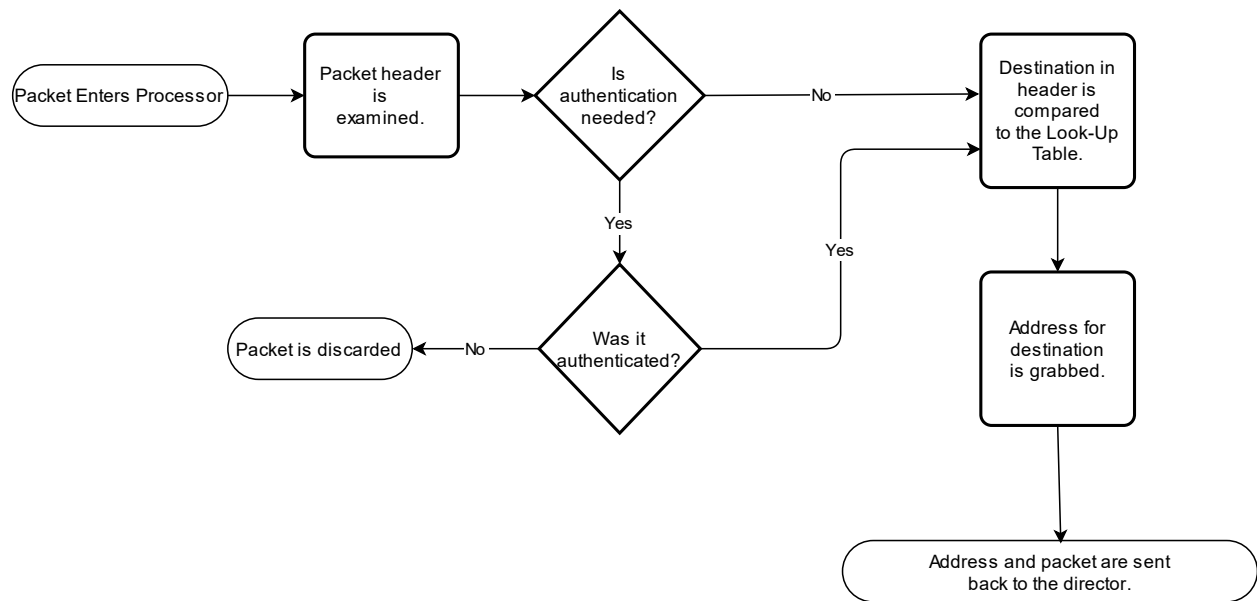 Packet Enters Processor
Packet header
is
examined.
Is
authentication
needed?
No
Destination in
header is
compared
to the Look-Up
Table.
Yes
Yes
Was it
authenticated?
No
Packet is discarded
Address for
destination
is grabbed.
Address and packet are sent
back to the director.